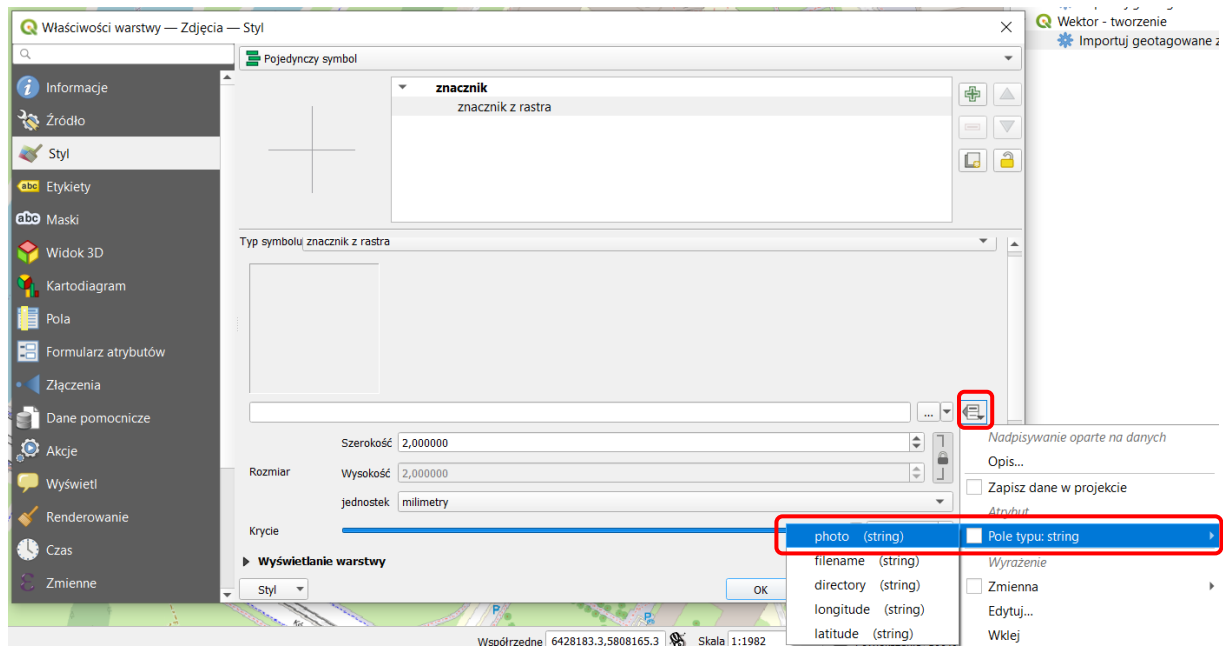 Właściwości warstwy — Zdjęcia — Styl
Wektor - tworzenie
Importuj geotagowane z
Pojedynczy symbol
Informacje
Źródło
Styl
abc Etykiety
abc Maski
Widok 3D
Kartodiagram
Pola
Formularz atrybutów
Złączenia
Dane pomocnicze
Akcje
Wyświetl
Renderowanie
Czas
Zmienne
znacznik
znacznik z rastra
Typ symbolu znacznik z rastra
...
Szerokość 2,000000
Rozmiar
Wysokość 2,000000
jednostek milimetry
Krycie
Wyświetlanie warstwy
Styl
OK
Nadpisywanie oparte na danych
Opis...
Zapisz dane w projekcie
Atrybut
Pole typu: string
Wyrażenie
Zmienna
Edytuj...
Wklej
photo (string)
filename (string)
directory (string)
longitude (string)
latitude (string)
P
P
Współrzędne 6428183.3,5808165.3 Skala 1:1982